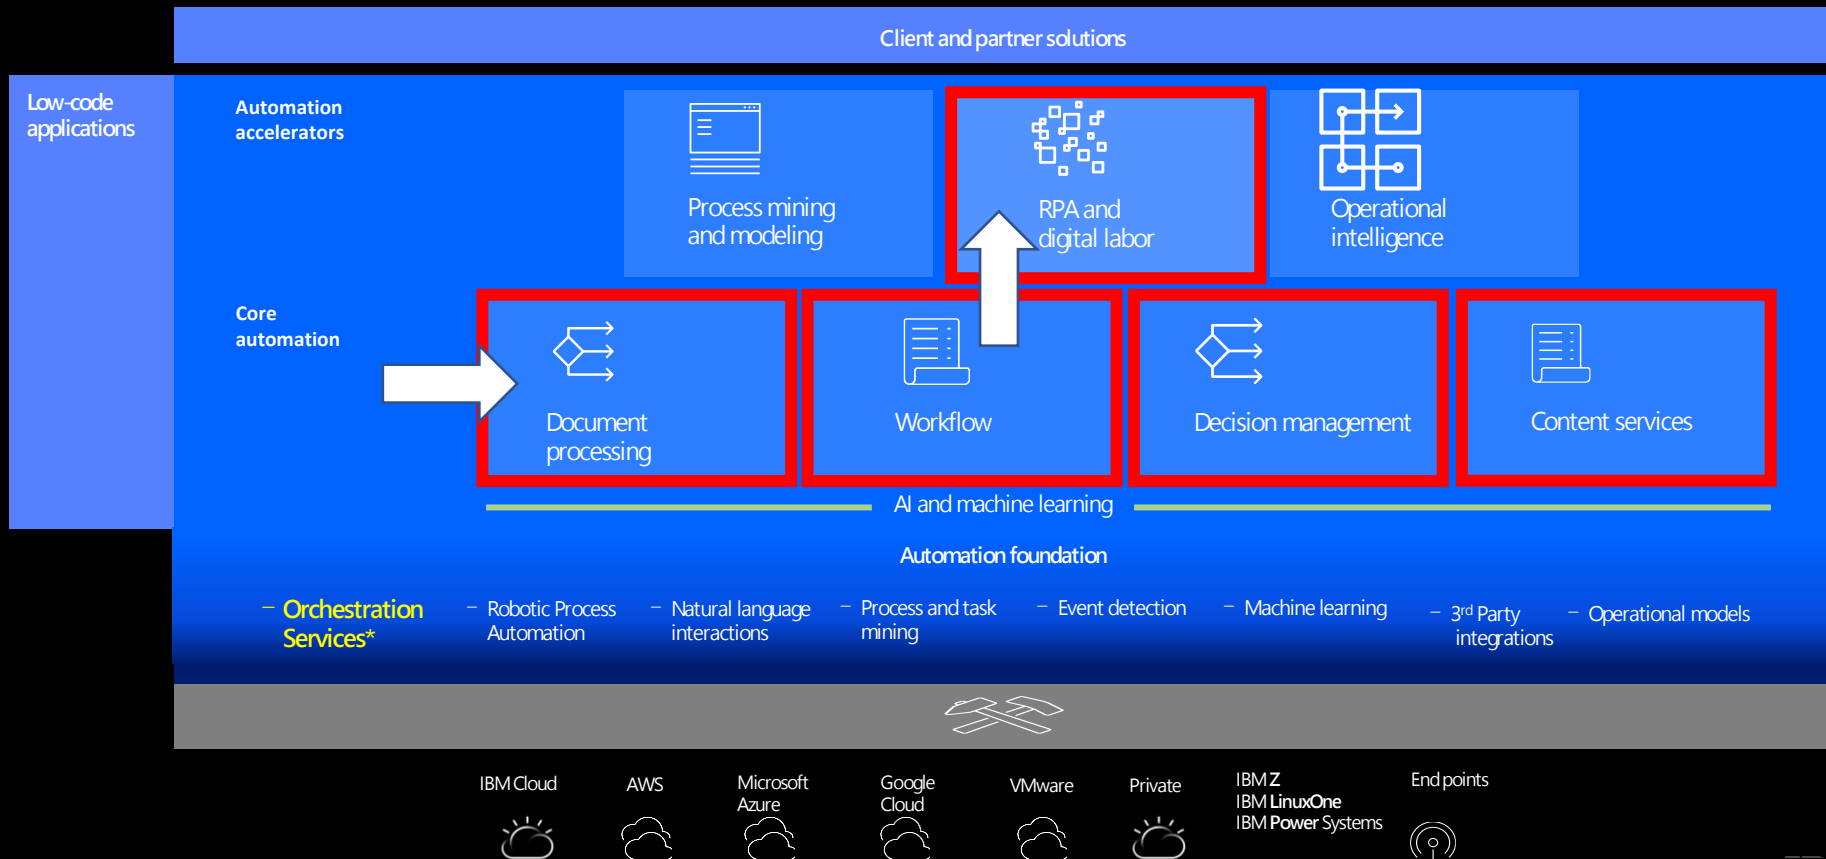 Client and partner solutions
Low-code
applications
Automation
accelerators
Process mining
and modeling
RPA and
digital labor
Operational
intelligence
Core
automation
Document
processing
Workflow
Decision management
Content services
AI and machine learning
Automation foundation
– Orchestration
Services*
– Robotic Process
Automation
– Natural language
interactions
– Process and task
mining
– Event detection
– Machine learning
– 3rd Party
integrations
– Operational models
IBM Cloud
AWS
Microsoft
Azure
Google
Cloud
VMware
Private
IBM Z
IBM LinuxOne
IBM Power Systems
End points